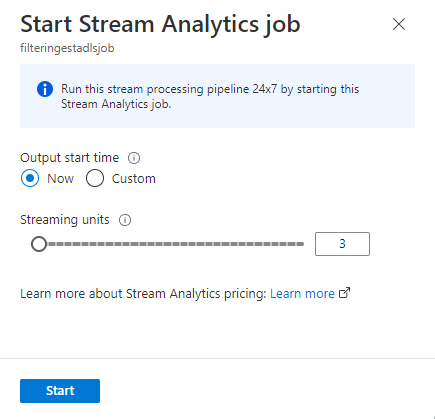 Start Stream Analytics job
filteringestadlsjob
Run this stream processing pipeline 24x7 by starting this
Stream Analytics job.
Output start time
Now Custom
Streaming units
3
Learn more about Stream Analytics pricing: Learn more
Start